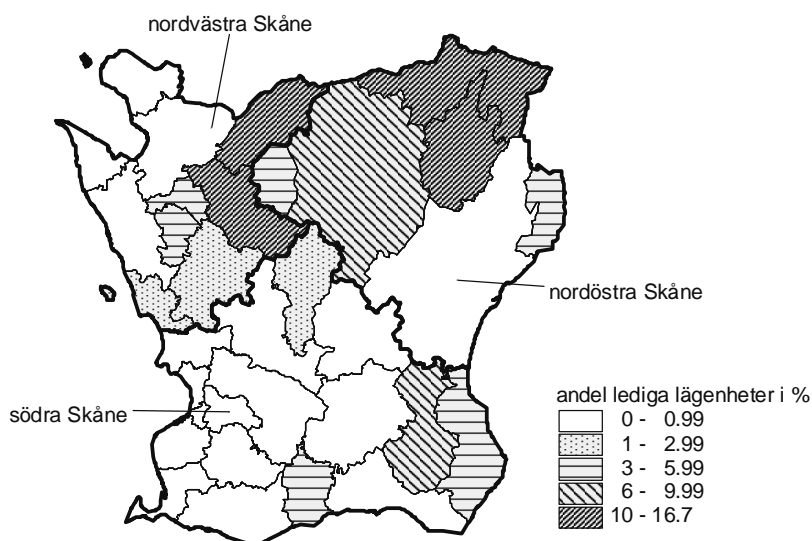 nordvästra Skåne
nordöstra Skåne
södra Skåne
andel lediga lägenheter i %
0 - 0.99
1 - 2.99
3 - 5.99
6 - 9.99
10 - 16.7